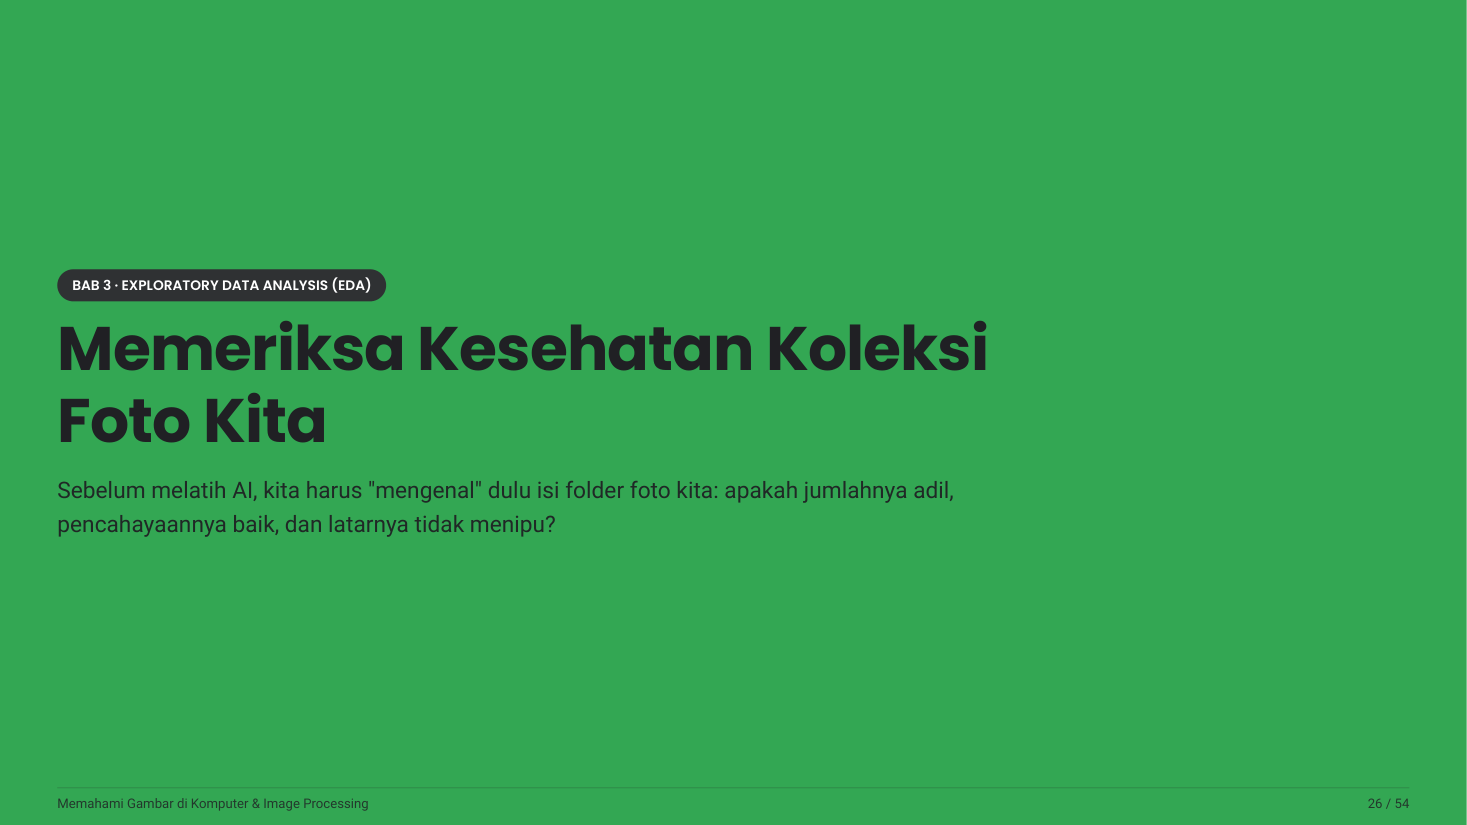 BAB 3 · EXPLORATORY DATA ANALYSIS (EDA)
Memeriksa Kesehatan Koleksi
Foto Kita
Sebelum melatih AI, kita harus "mengenal" dulu isi folder foto kita: apakah jumlahnya adil,
pencahayaannya baik, dan latarnya tidak menipu?
Memahami Gambar di Komputer & Image Processing
26 / 54